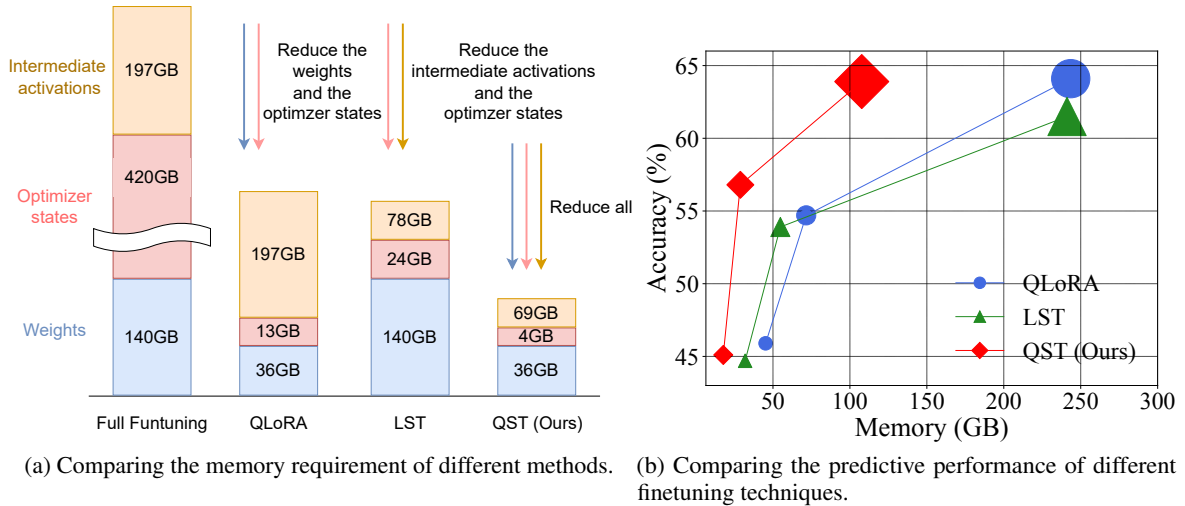 Intermediate
activations
Optimizer
states
Weights
197GB
420GB
140GB
197GB
13GB
36GB
78GB
24GB
140GB
69GB
4GB
36GB
Reduce the
weights
and the
optimzer states
Reduce the
intermediate activations
and the
optimzer states
Reduce all
Full Funtuning
QLoRA
LST
QST (Ours)
(a) Comparing the memory requirement of different methods.
Accuracy (%)
65
60
55
50
45
50
100
150
200
250
300
Memory (GB)
QLoRA
LST
QST (Ours)
(b) Comparing the predictive performance of different
finetuning techniques.